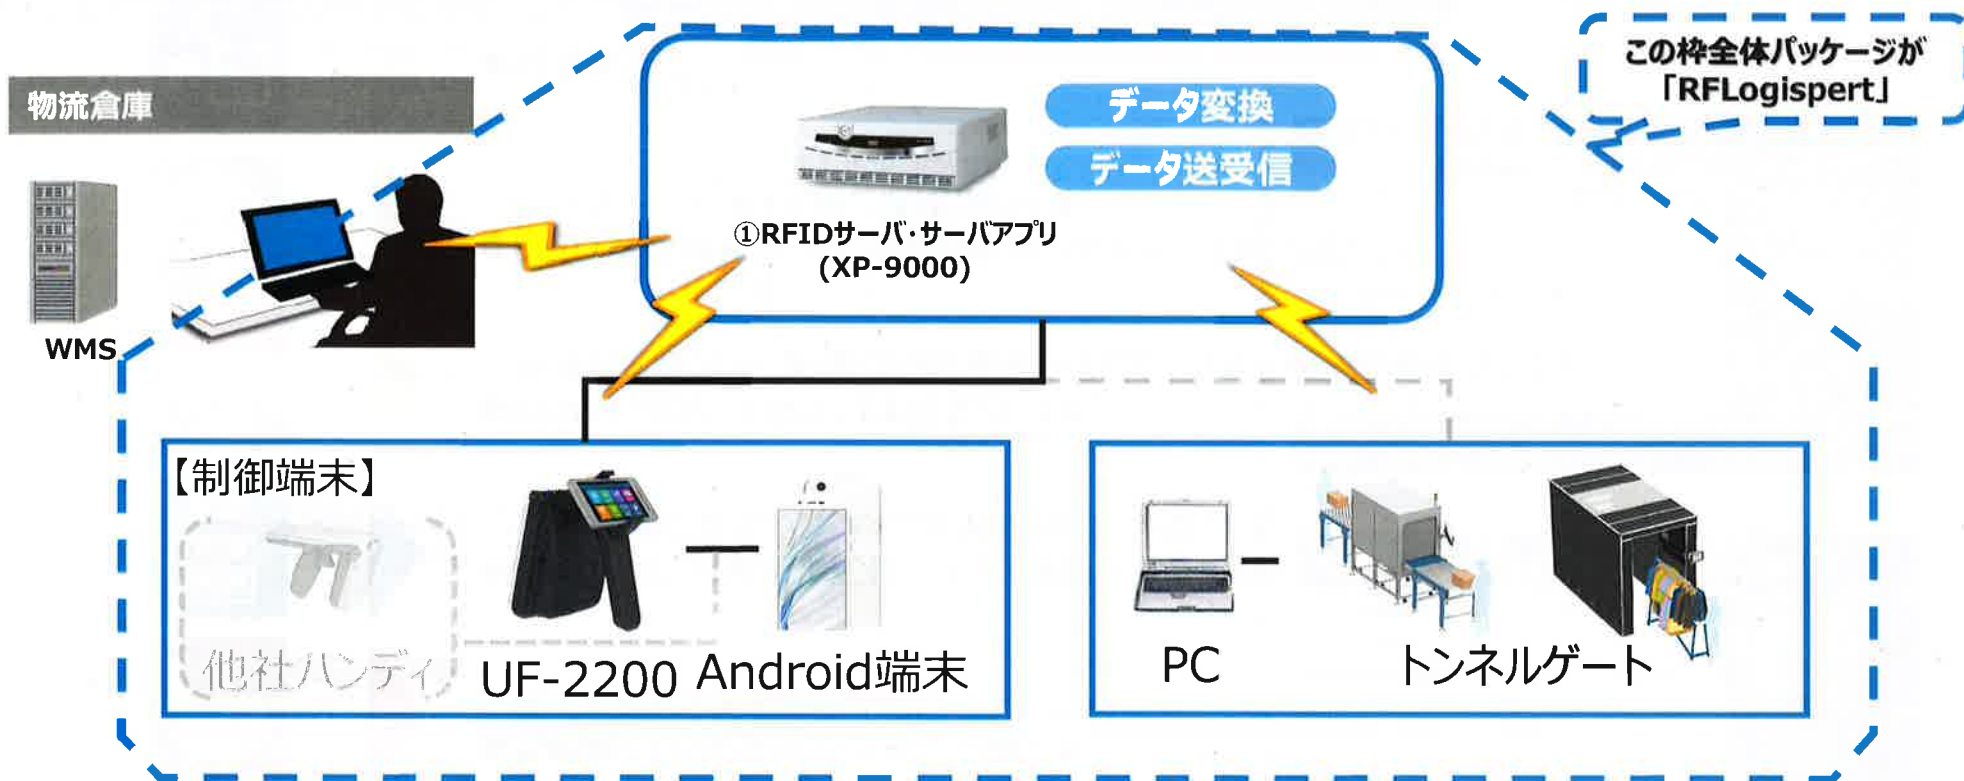 この枠全体パッケージが
「RFLogispert」
物流倉庫
データ変換
データ送受信
①RFIDサーバ・サーバアプリ
(XP-9000)
WMS
【制御端末】
他社ハンディ
UF-2200
Android端末
PC
トンネルゲート